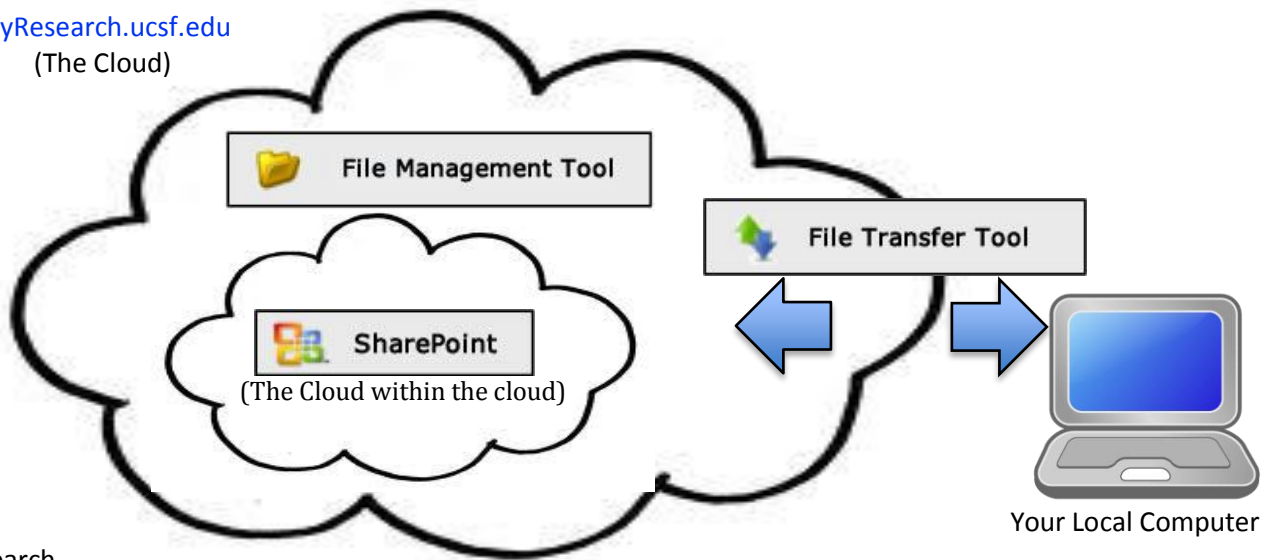 yResearch.ucsf.edu
(The Cloud)
File Management Tool
File Transfer Tool
SharePoint
(The Cloud within the cloud)
Your Local Computer
earch